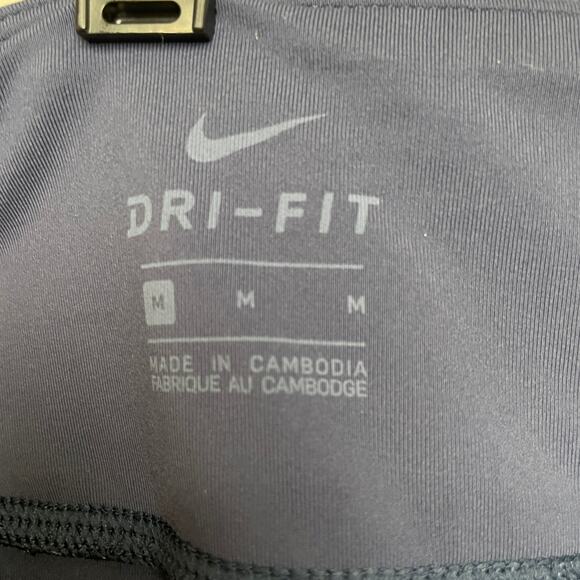 DRI-FIT
M M M
MADE IN CAMBODIA
FABRIQUE AU CAMBODGE